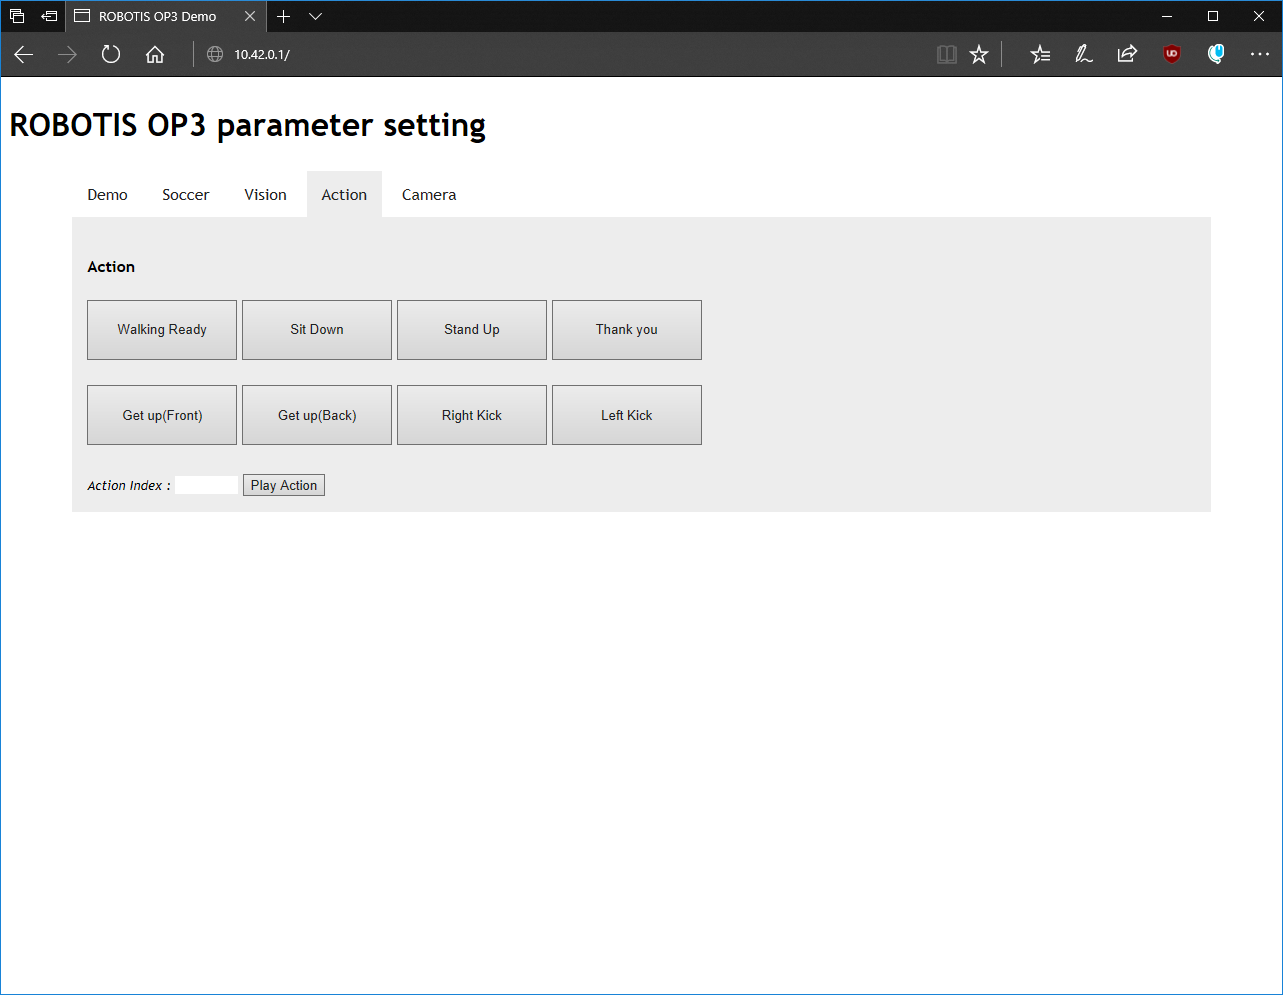 ROBOTIS OP3 Demo
10.42.0.1/
ROBOTIS OP3 parameter setting
Demo Soccer Vision Action Camera
Action
Walking Ready Sit Down Stand Up Thank you
Get up(Front) Get up(Back) Right Kick Left Kick
Action Index : Play Action